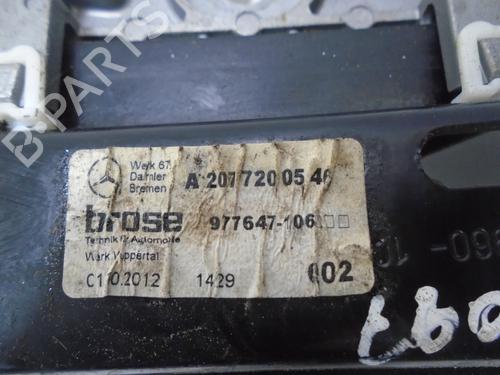 B-PARTS
Werk 67
Daimler
Bremen
A 207 720 05 46
brose
Technik für Automobile
Werk Wuppertal
977647-106
C11.0.2012 1429 002